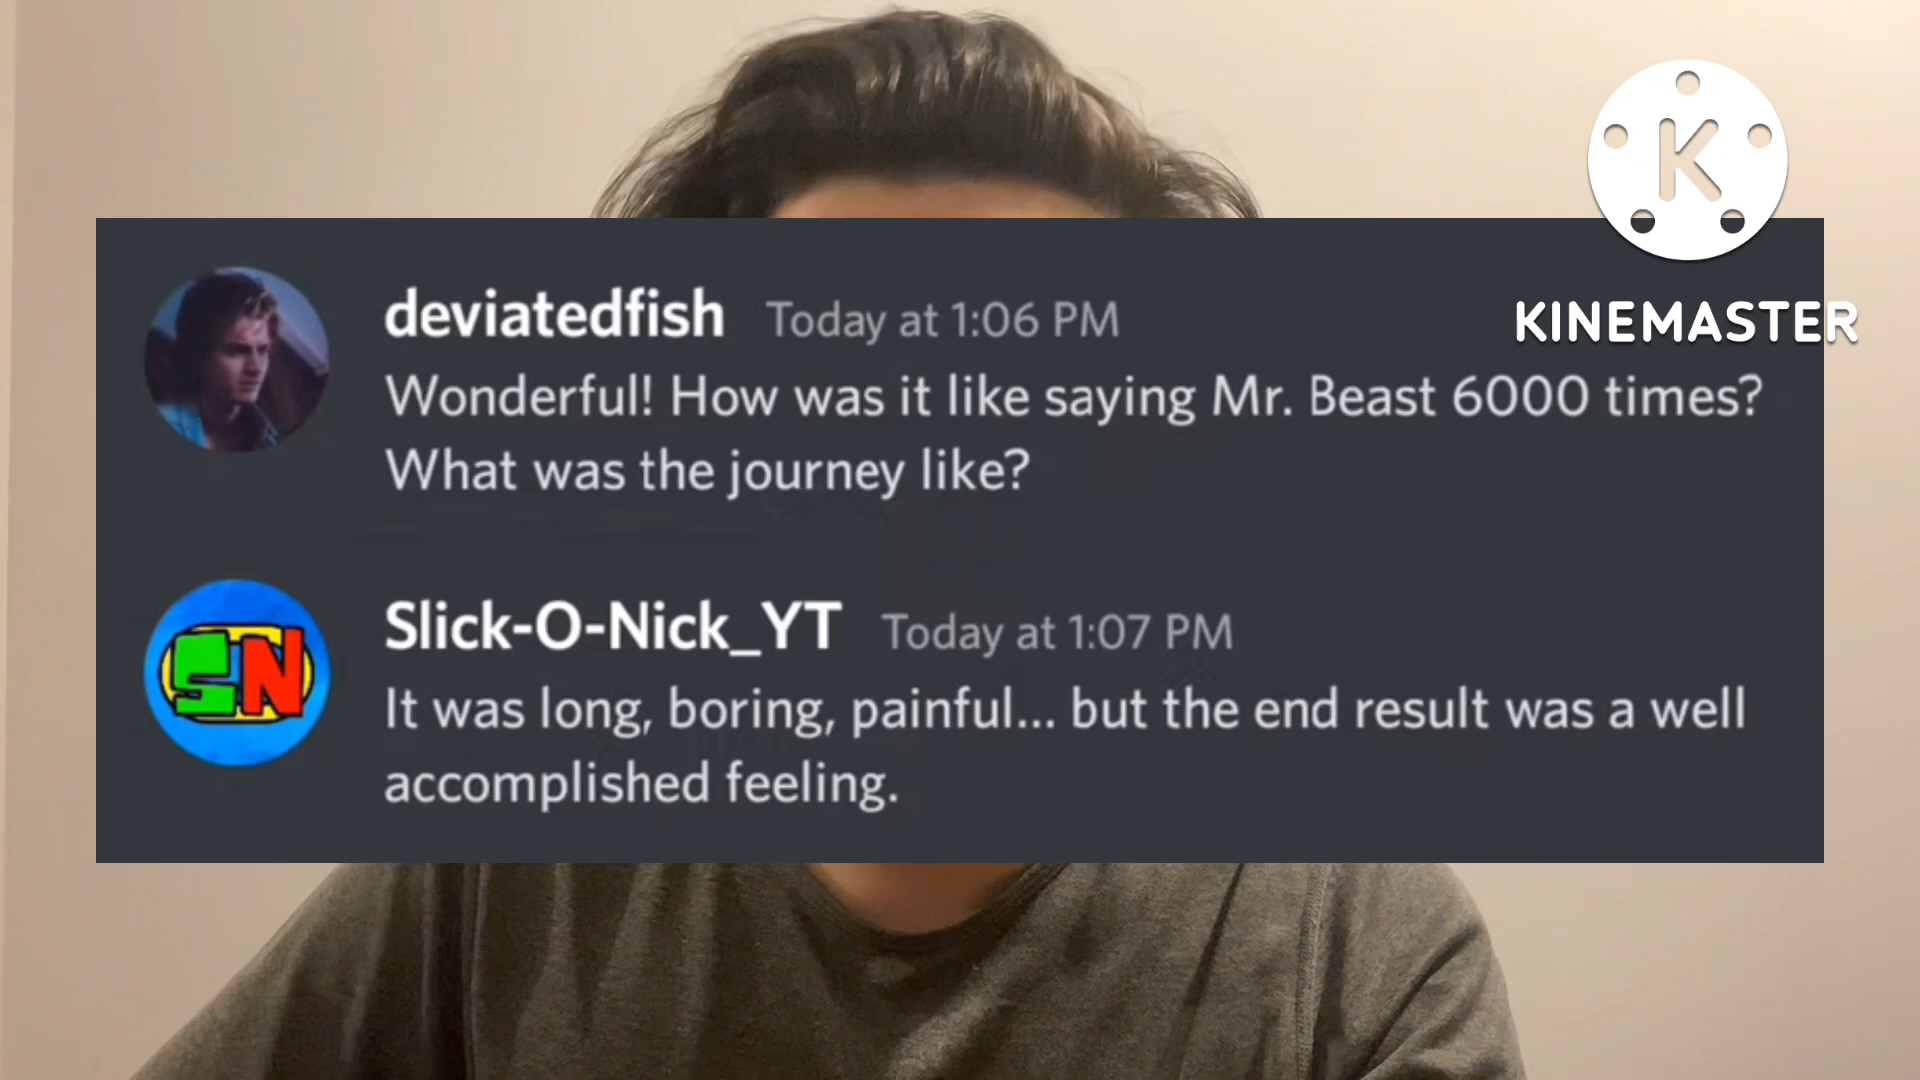 K
KINEMASTER
deviatedfish Today at 1:06 PM
Wonderful! How was it like saying Mr. Beast 6000 times?
What was the journey like?
SN
Slick-O-Nick_YT Today at 1:07 PM
It was long, boring, painful... but the end result was a well
accomplished feeling.